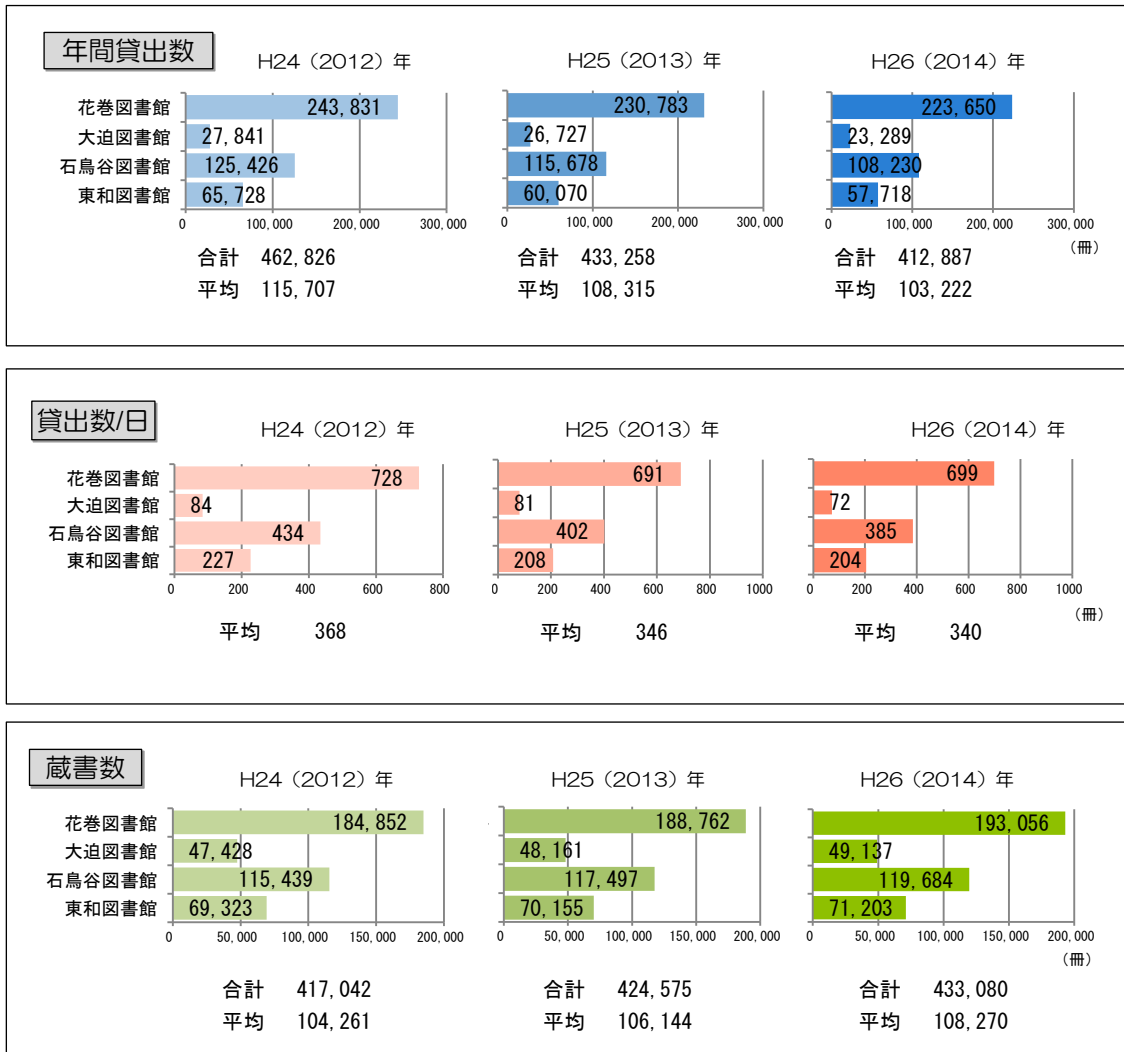 年間貸出数
H24（2012）年 H25（2013）年 H26（2014）年
花巻図書館 243,831 230,783 223,650
大迫図書館 27,841 26,727 23,289
石鳥谷図書館 125,426 115,678 108,230
東和図書館 65,728 60,070 57,718
0 100,000 200,000 300,000 0 100,000 200,000 300,000 0 100,000 200,000 300,000
（冊）
合計 462,826 合計 433,258 合計 412,887
平均 115,707 平均 108,315 平均 103,222
貸出数/日
H24（2012）年 H25（2013）年 H26（2014）年
花巻図書館 728 691 699
大迫図書館 84 81 72
石鳥谷図書館 434 402 385
東和図書館 227 208 204
0 200 400 600 800 0 200 400 600 800 1000 0 200 400 600 800 1000
（冊）
平均 368 平均 346 平均 340
蔵書数
H24（2012）年 H25（2013）年 H26（2014）年
花巻図書館 184,852 188,762 193,056
大迫図書館 47,428 48,161 49,137
石鳥谷図書館 115,439 117,497 119,684
東和図書館 69,323 70,155 71,203
0 50,000 100,000 150,000 200,000 0 50,000 100,000 150,000 200,000 0 50,000 100,000 150,000 200,000
（冊）
合計 417,042 合計 424,575 合計 433,080
平均 104,261 平均 106,144 平均 108,270